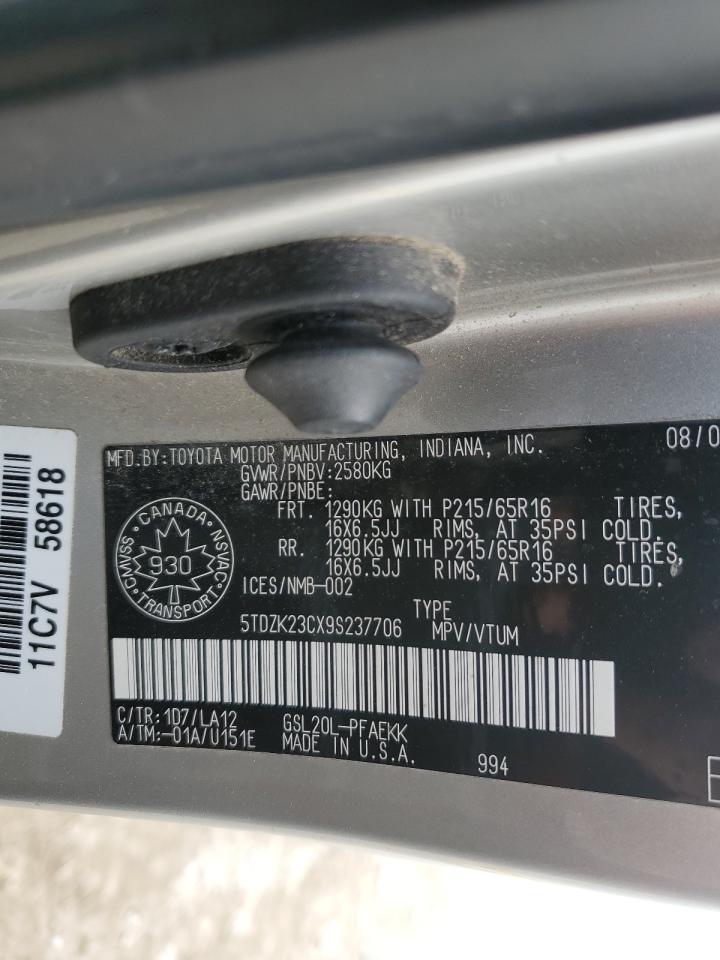 MFD.BY:TOYOTA MOTOR MANUFACTURING, INDIANA, INC. 08/0
GVWR/PNBV:2580KG
GAWR/PNBE:
FRT. 1290KG WITH P215/65R16 TIRES,
16X6.5JJ RIMS, AT 35PSI COLD.
RR. 1290KG WITH P215/65R16 TIRES,
16X6.5JJ RIMS, AT 35PSI COLD.
ICES/NMB-002
CANADA
CMVSS 930 NSVAC
TRANSPORT
5TDZK23CX9S237706 TYPE
MPV/VTUM
C/TR:1D7/LA12 GSL20L-PFAEKK
A/TM:-01A/U151E MADE IN U.S.A. 994
11C7V 58618